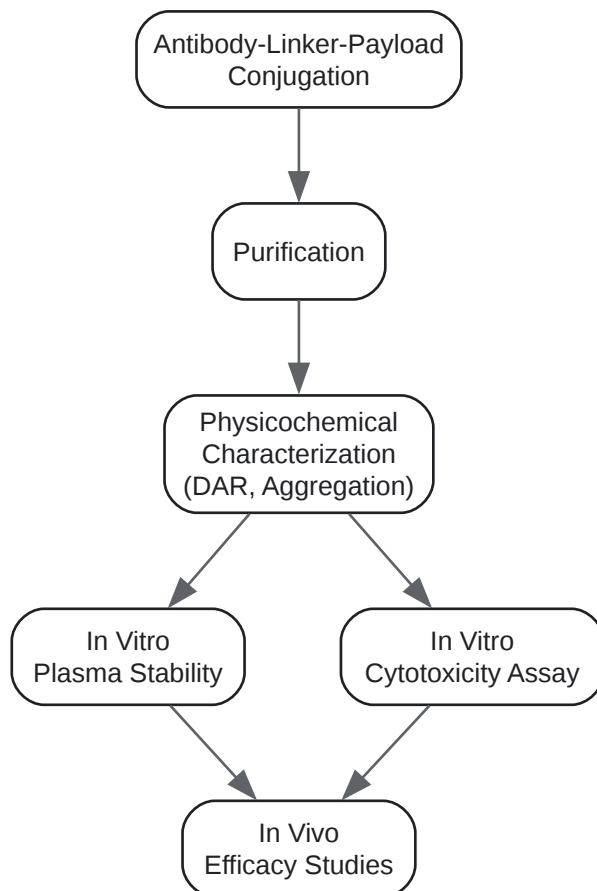 Antibody-Linker-Payload
Conjugation
Purification
Physicochemical
Characterization
(DAR, Aggregation)
In Vitro
Plasma Stability
In Vitro
Cytotoxicity Assay
In Vivo
Efficacy Studies